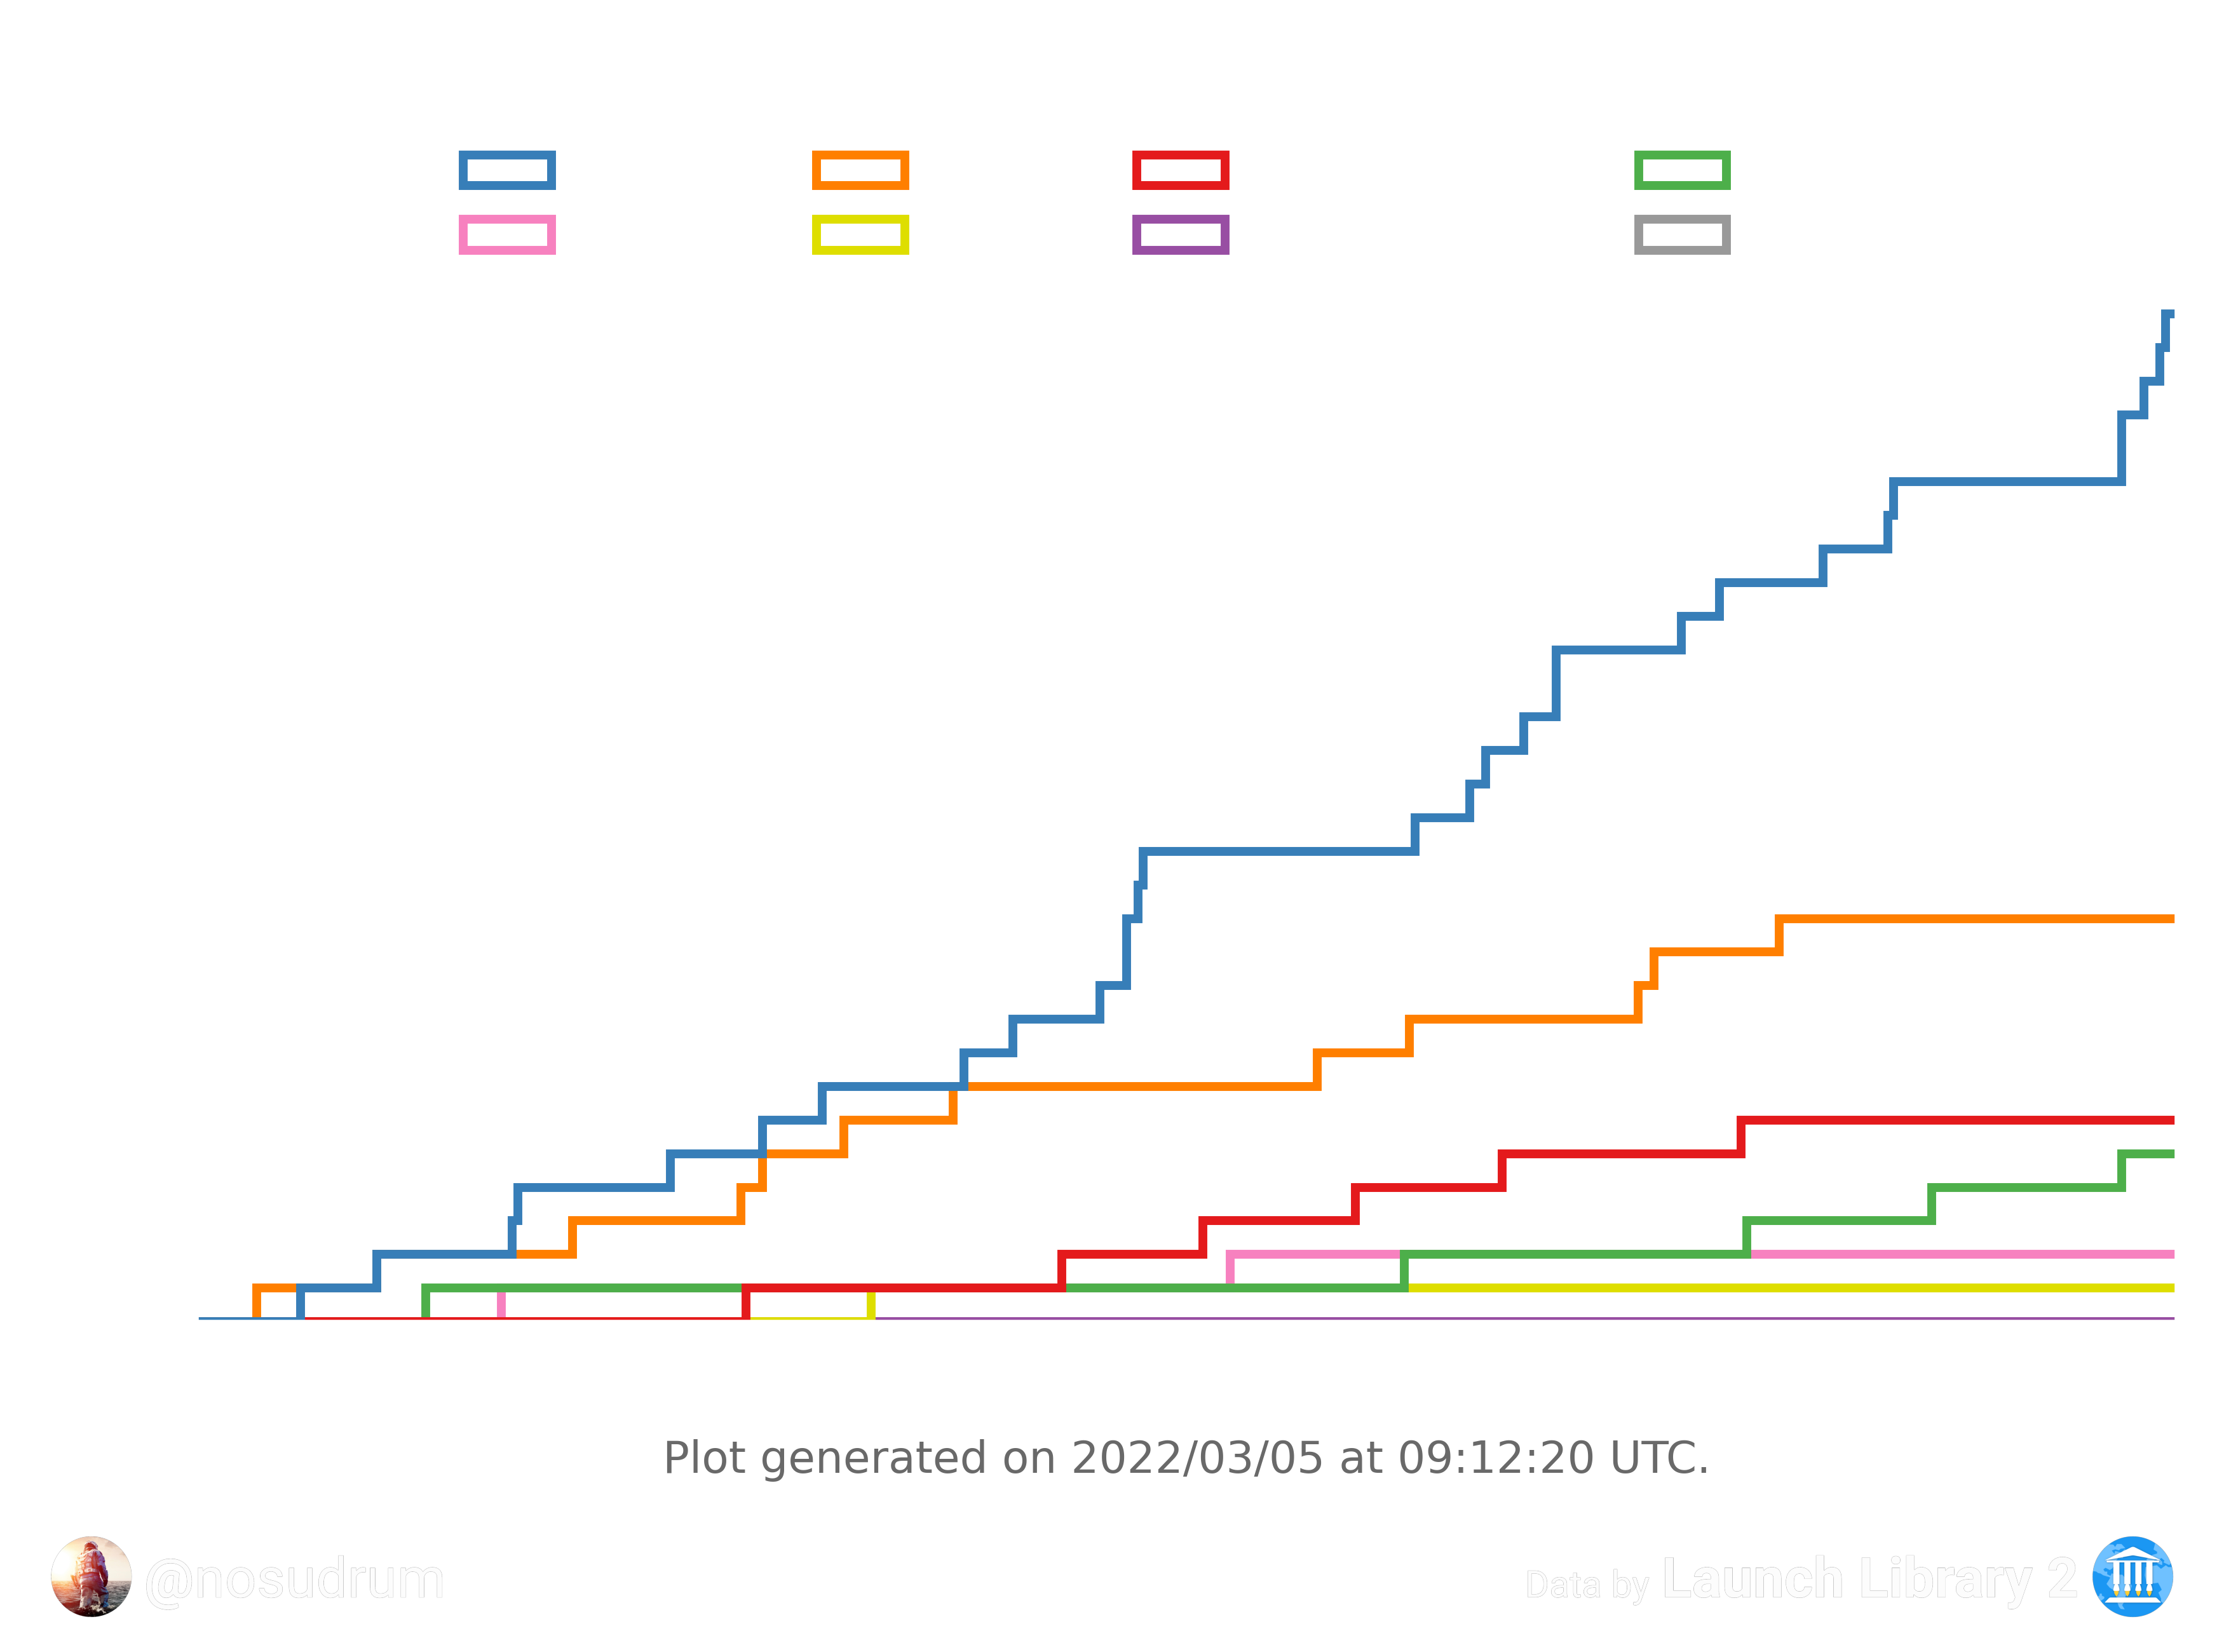 Plot generated on 2022/03/05 at 09:12:20 UTC.
@nosudrum
Data by Launch Library 2